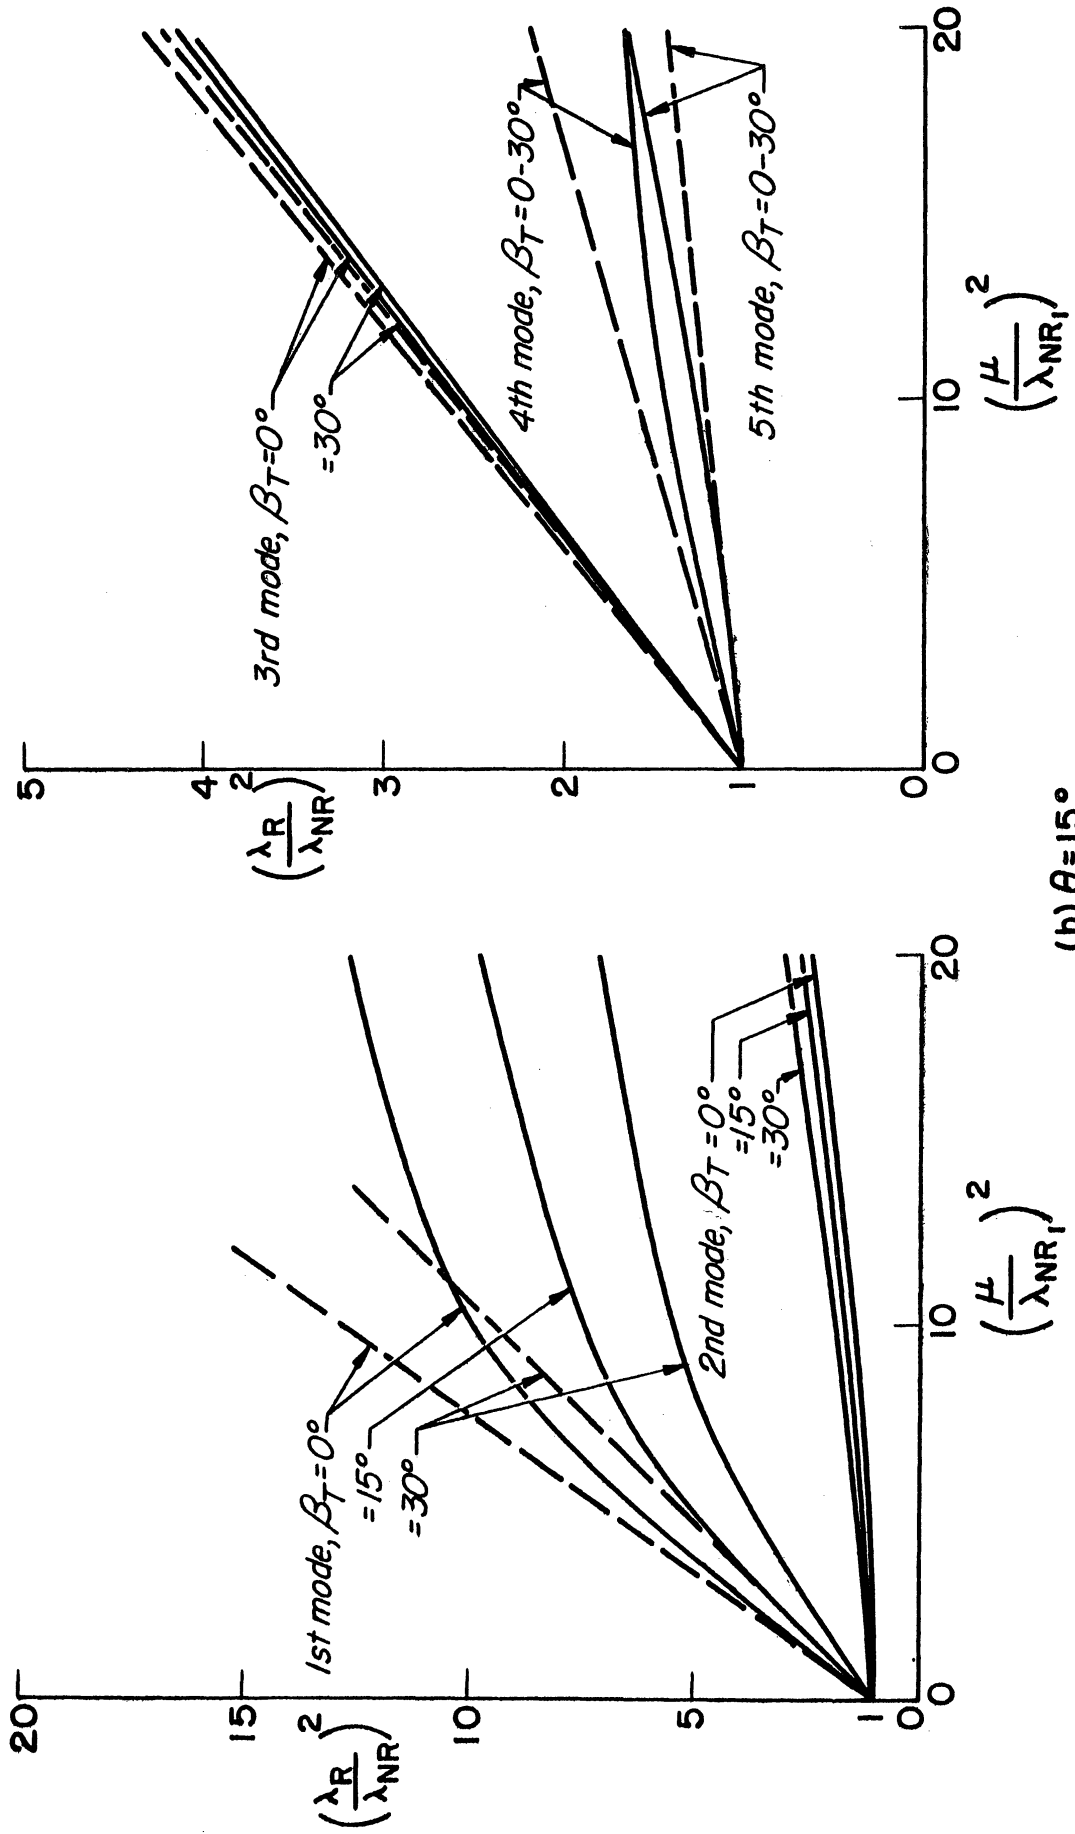 20
15
10
5
1
0
(λR/λNR)²
1st mode, βT=0°
=15°
=30°
2nd mode, βT=0°
=15°
=30°
0
10
20
(μ/λNR₁)²
5
4
3
2
1
0
(λR/λNR)²
3rd mode, βT=0°
=30°
4th mode, βT=0-30°
5th mode, βT=0-30°
0
10
20
(μ/λNR₁)²
(b) θ=15°